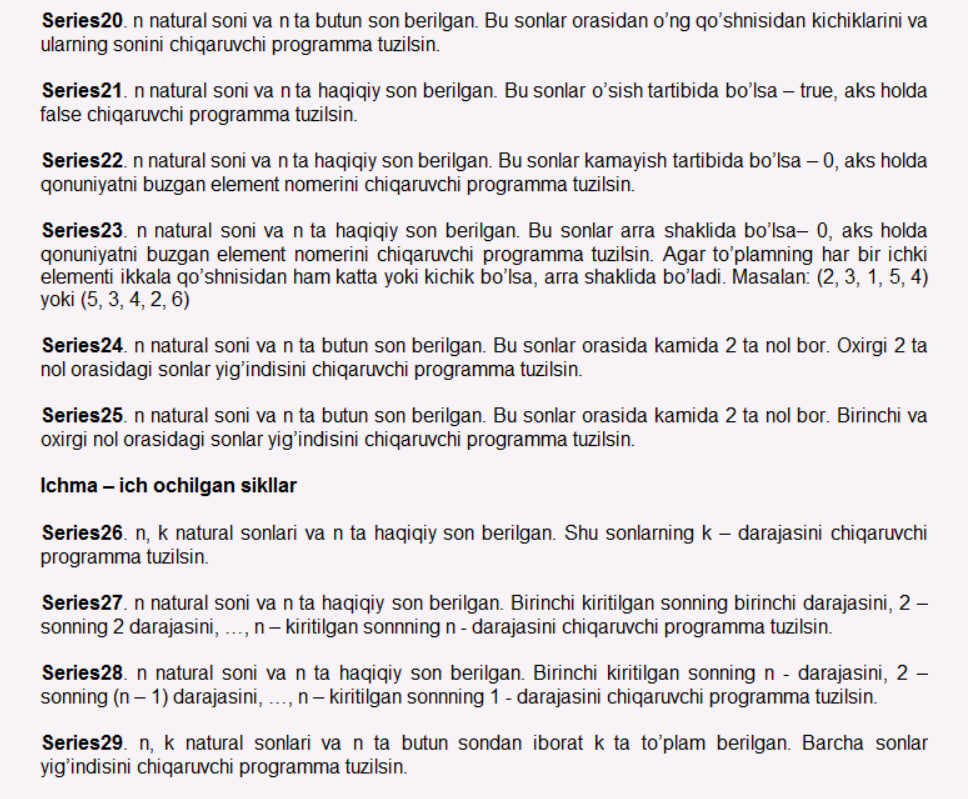 Series20. n natural soni va n ta butun son berilgan. Bu sonlar orasidan o’ng qo’shnisidan kichiklarini va
ularning sonini chiqaruvchi programma tuzilsin.
Series21. n natural soni va n ta haqiqiy son berilgan. Bu sonlar o’sish tartibida bo’lsa – true, aks holda
false chiqaruvchi programma tuzilsin.
Series22. n natural soni va n ta haqiqiy son berilgan. Bu sonlar kamayish tartibida bo’lsa – 0, aks holda
qonuniyatni buzgan element nomerini chiqaruvchi programma tuzilsin.
Series23. n natural soni va n ta haqiqiy son berilgan. Bu sonlar arra shaklida bo’lsa– 0, aks holda
qonuniyatni buzgan element nomerini chiqaruvchi programma tuzilsin. Agar to’plamning har bir ichki
elementi ikkala qo’shnisidan ham katta yoki kichik bo’lsa, arra shaklida bo’ladi. Masalan: (2, 3, 1, 5, 4)
yoki (5, 3, 4, 2, 6)
Series24. n natural soni va n ta butun son berilgan. Bu sonlar orasida kamida 2 ta nol bor. Oxirgi 2 ta
nol orasidagi sonlar yig’indisini chiqaruvchi programma tuzilsin.
Series25. n natural soni va n ta butun son berilgan. Bu sonlar orasida kamida 2 ta nol bor. Birinchi va
oxirgi nol orasidagi sonlar yig’indisini chiqaruvchi programma tuzilsin.
Ichma – ich ochilgan sikllar
Series26. n, k natural sonlari va n ta haqiqiy son berilgan. Shu sonlarning k – darajasini chiqaruvchi
programma tuzilsin.
Series27. n natural soni va n ta haqiqiy son berilgan. Birinchi kiritilgan sonning birinchi darajasini, 2 –
sonning 2 darajasini, …, n – kiritilgan sonnning n - darajasini chiqaruvchi programma tuzilsin.
Series28. n natural soni va n ta haqiqiy son berilgan. Birinchi kiritilgan sonning n - darajasini, 2 –
sonning (n – 1) darajasini, …, n – kiritilgan sonnning 1 - darajasini chiqaruvchi programma tuzilsin.
Series29. n, k natural sonlari va n ta butun sondan iborat k ta to’plam berilgan. Barcha sonlar
yig’indisini chiqaruvchi programma tuzilsin.